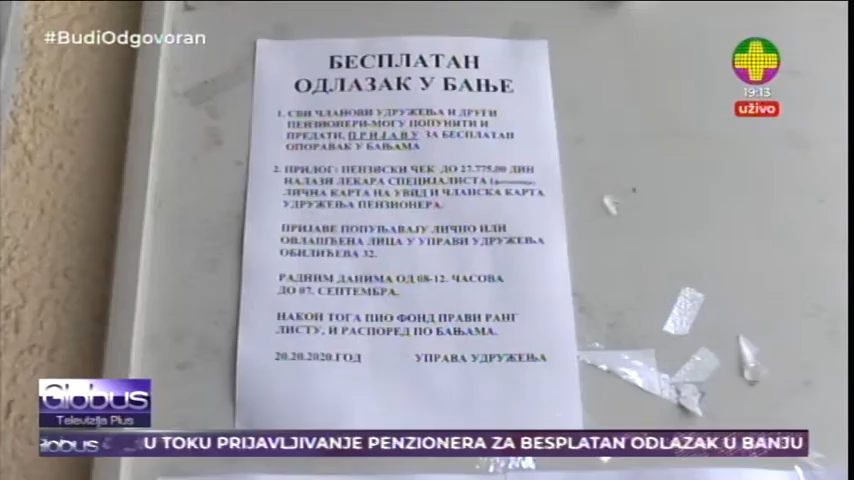 #BudiOdgovoran
19:13
uživo
БЕСПЛАТАН
ОДЛАЗАК У БАЊЕ
1. СВИ ЧЛАНОВИ УДРУЖЕЊА И ДРУГИ
ПЕНЗИОНЕРИ-МОГУ ПОПУНИТИ И
ПРЕДАТИ, ПРИЈАВУ ЗА БЕСПЛАТАН
ОПОРАВАК У БАЊАМА
2. ПРИЛОГ: ПЕНЗИСКИ ЧЕК ДО 27.775,00 ДИН
НАЛАЗИ ЛЕКАРА СПЕЦИЈАЛИСТА
ЛИЧНА КАРТА НА УВИД И ЧЛАНСКА КАРТА
УДРУЖЕЊА ПЕНЗИОНЕРА.
ПРИЈАВЕ ПОПУЊАВАЈУ ЛИЧНО ИЛИ
ОВЛАШЋЕНА ЛИЦА У УПРАВИ УДРУЖЕЊА
ОБИЛИЋЕВА 32.
РАДНИМ ДАНИМА ОД 08-12. ЧАСОВА
ДО 07. СЕПТЕМБРА.
НАКОН ТОГА ПИО ФОНД ПРАВИ РАНГ
ЛИСТУ, И РАСПОРЕД ПО БАЊАМА.
20.20.2020.ГОД УПРАВА УДРУЖЕЊА
Globus
Televizija Plus
Globus
U TOKU PRIJAVLJIVANJE PENZIONERA ZA BESPLATAN ODLAZAK U BANJU